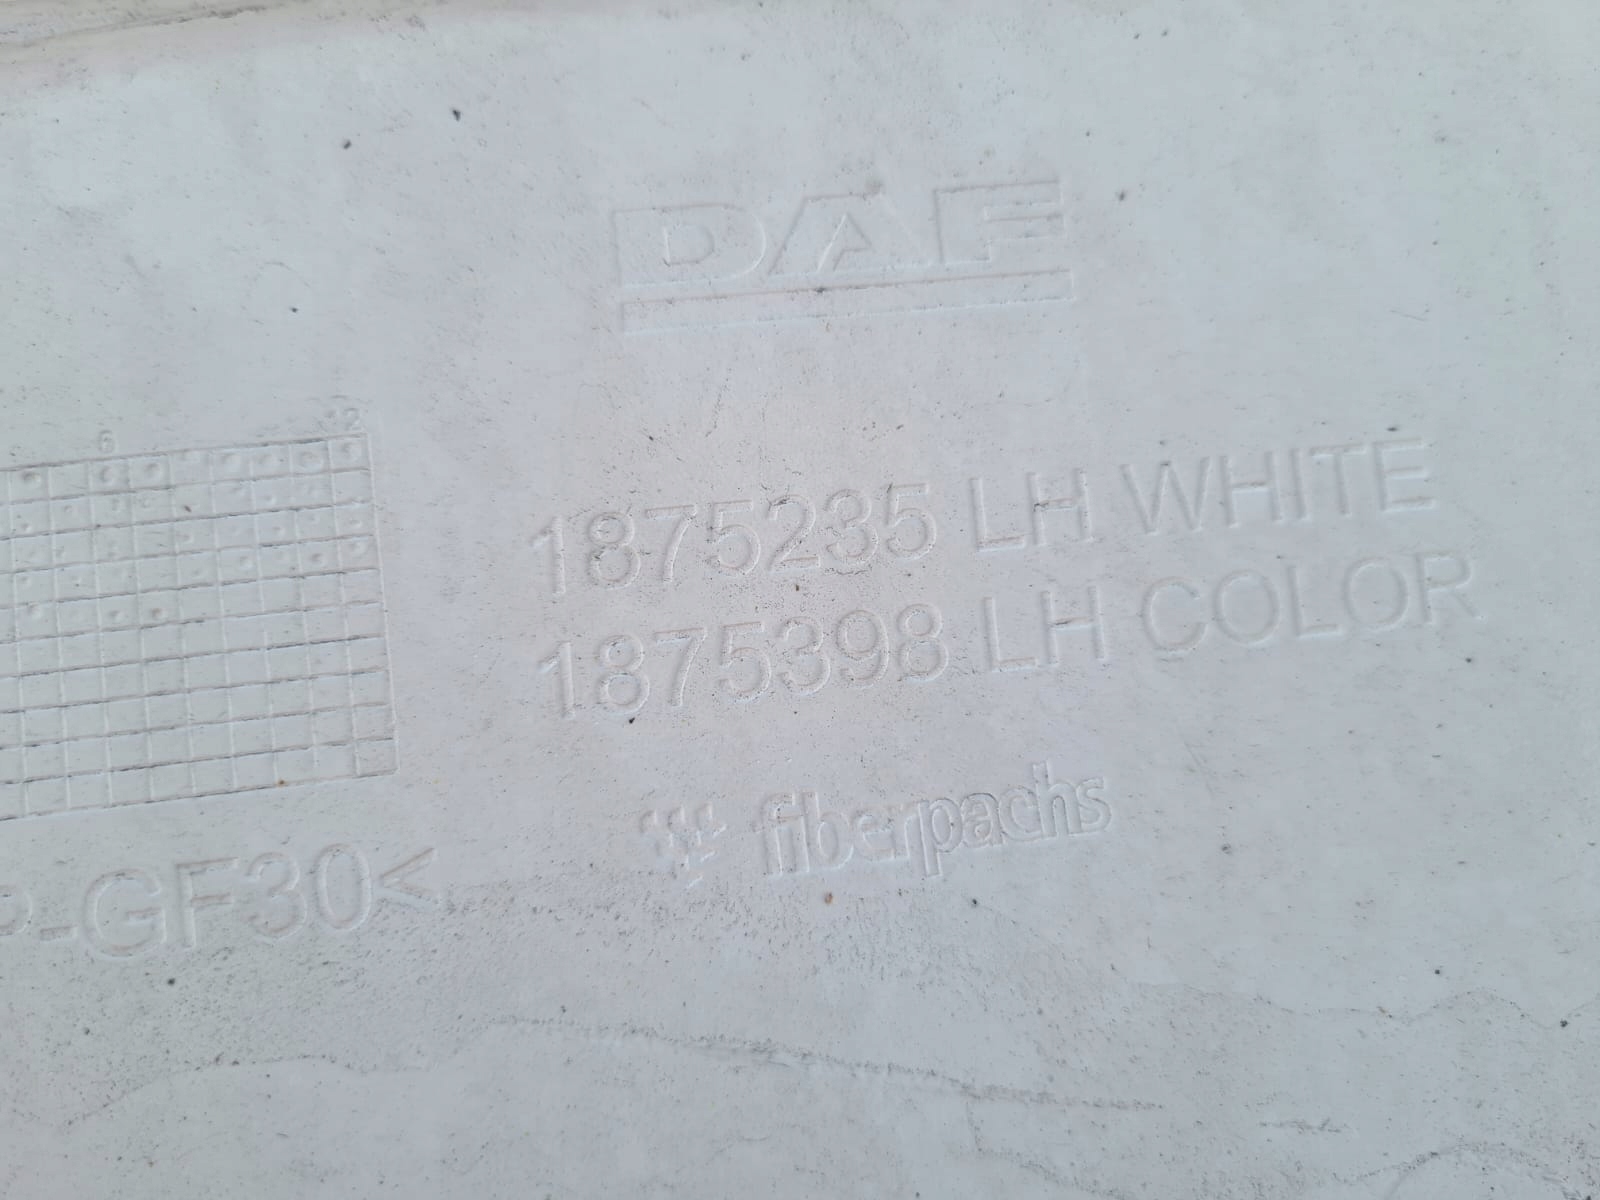 DAF
6 12
1875235 LH WHITE
1875398 LH COLOR
fiberpachs
P-GF30<